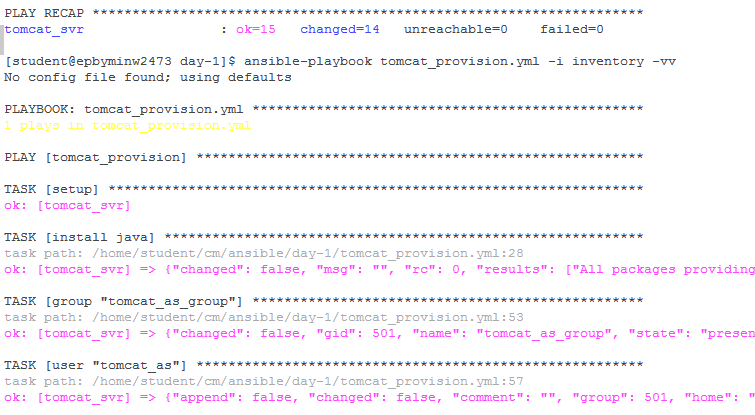 PLAY RECAP *********************************************************************
tomcat_svr                 : ok=15   changed=14   unreachable=0    failed=0
[student@epbyminw2473 day-1]$ ansible-playbook tomcat_provision.yml -i inventory -vv
No config file found; using defaults
PLAYBOOK: tomcat_provision.yml *************************************************
1 plays in tomcat_provision.yml
PLAY [tomcat_provision] ********************************************************
TASK [setup] *******************************************************************
ok: [tomcat_svr]
TASK [install java] ************************************************************
task path: /home/student/cm/ansible/day-1/tomcat_provision.yml:28
ok: [tomcat_svr] => {"changed": false, "msg": "", "rc": 0, "results": ["All packages providing
TASK [group "tomcat_as_group"] *************************************************
task path: /home/student/cm/ansible/day-1/tomcat_provision.yml:53
ok: [tomcat_svr] => {"changed": false, "gid": 501, "name": "tomcat_as_group", "state": "presen
TASK [user "tomcat_as"] ********************************************************
task path: /home/student/cm/ansible/day-1/tomcat_provision.yml:57
ok: [tomcat_svr] => {"append": false, "changed": false, "comment": "", "group": 501, "home": "